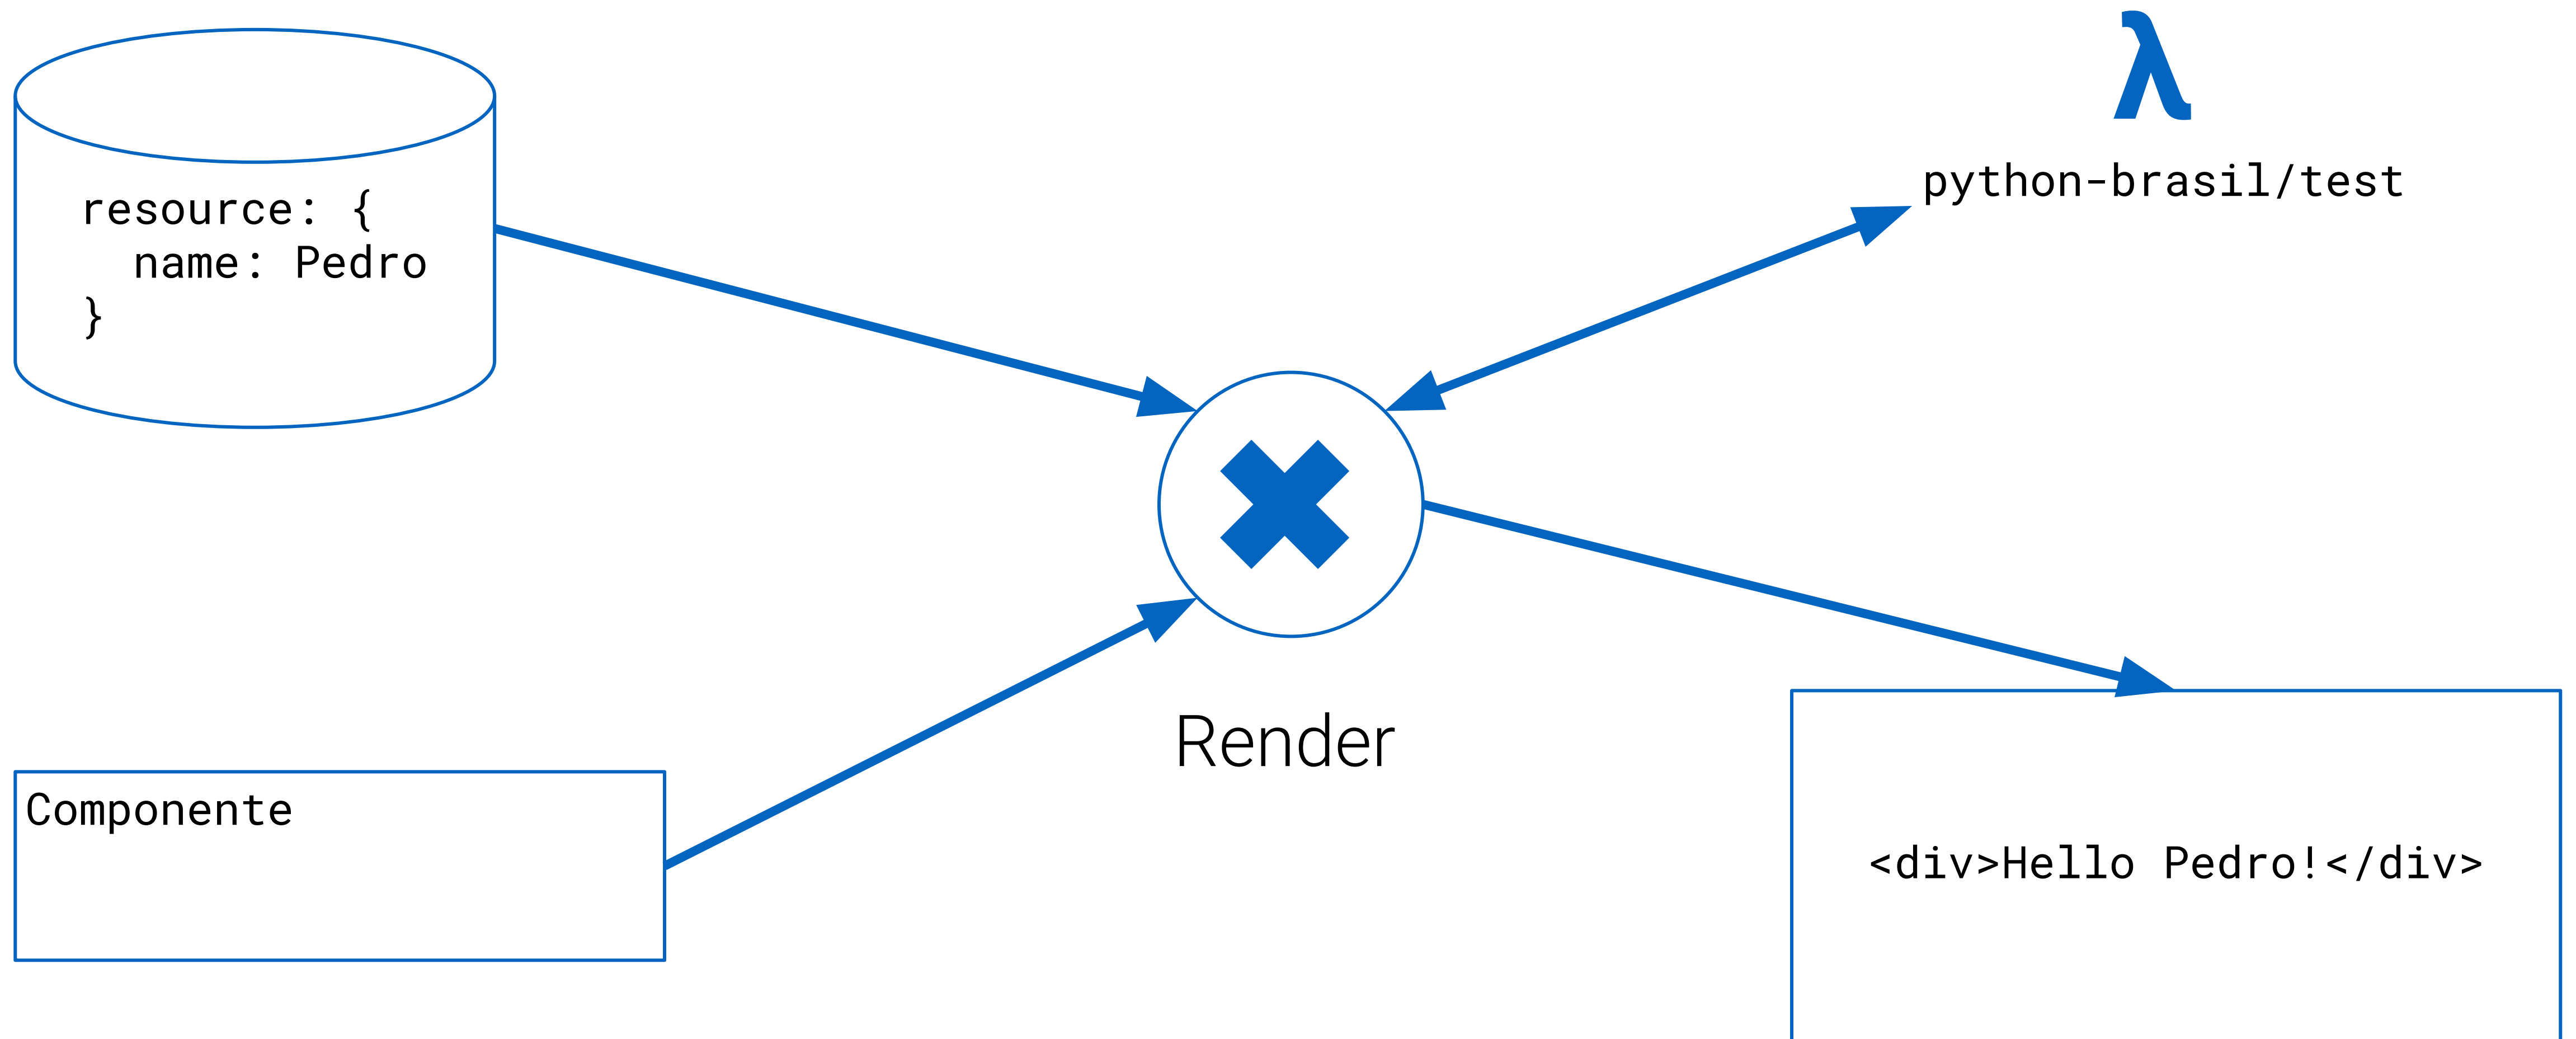 λ
python-brasil/test
resource: {
  name: Pedro
}
Render
Componente
<div>Hello Pedro!</div>